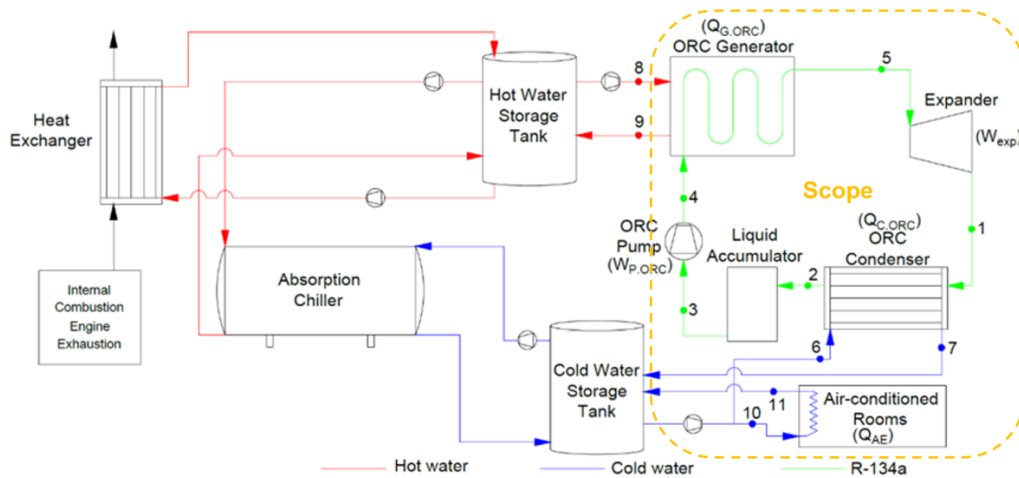 (Q_G.ORC)
ORC Generator
8
5
Hot Water
Storage
Tank
Expander
(W_exp)
Heat
Exchanger
9
Scope
4
ORC
Pump
(W_P.ORC)
Liquid
Accumulator
(Q_C.ORC)
ORC
Condenser
1
2
3
Absorption
Chiller
Internal
Combustion
Engine
Exhaustion
6
7
Cold Water
Storage
Tank
11
10
Air-conditioned
Rooms
(Q_AE)
Hot water
Cold water
R-134a